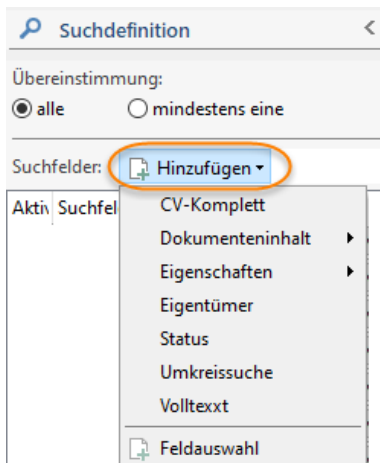 Suchdefinition
Übereinstimmung:
alle mindestens eine
Suchfelder: Hinzufügen
Aktiv Suchfel
CV-Komplett
Dokumenteninhalt
Eigenschaften
Eigentümer
Status
Umkreissuche
Volltexxt
Feldauswahl